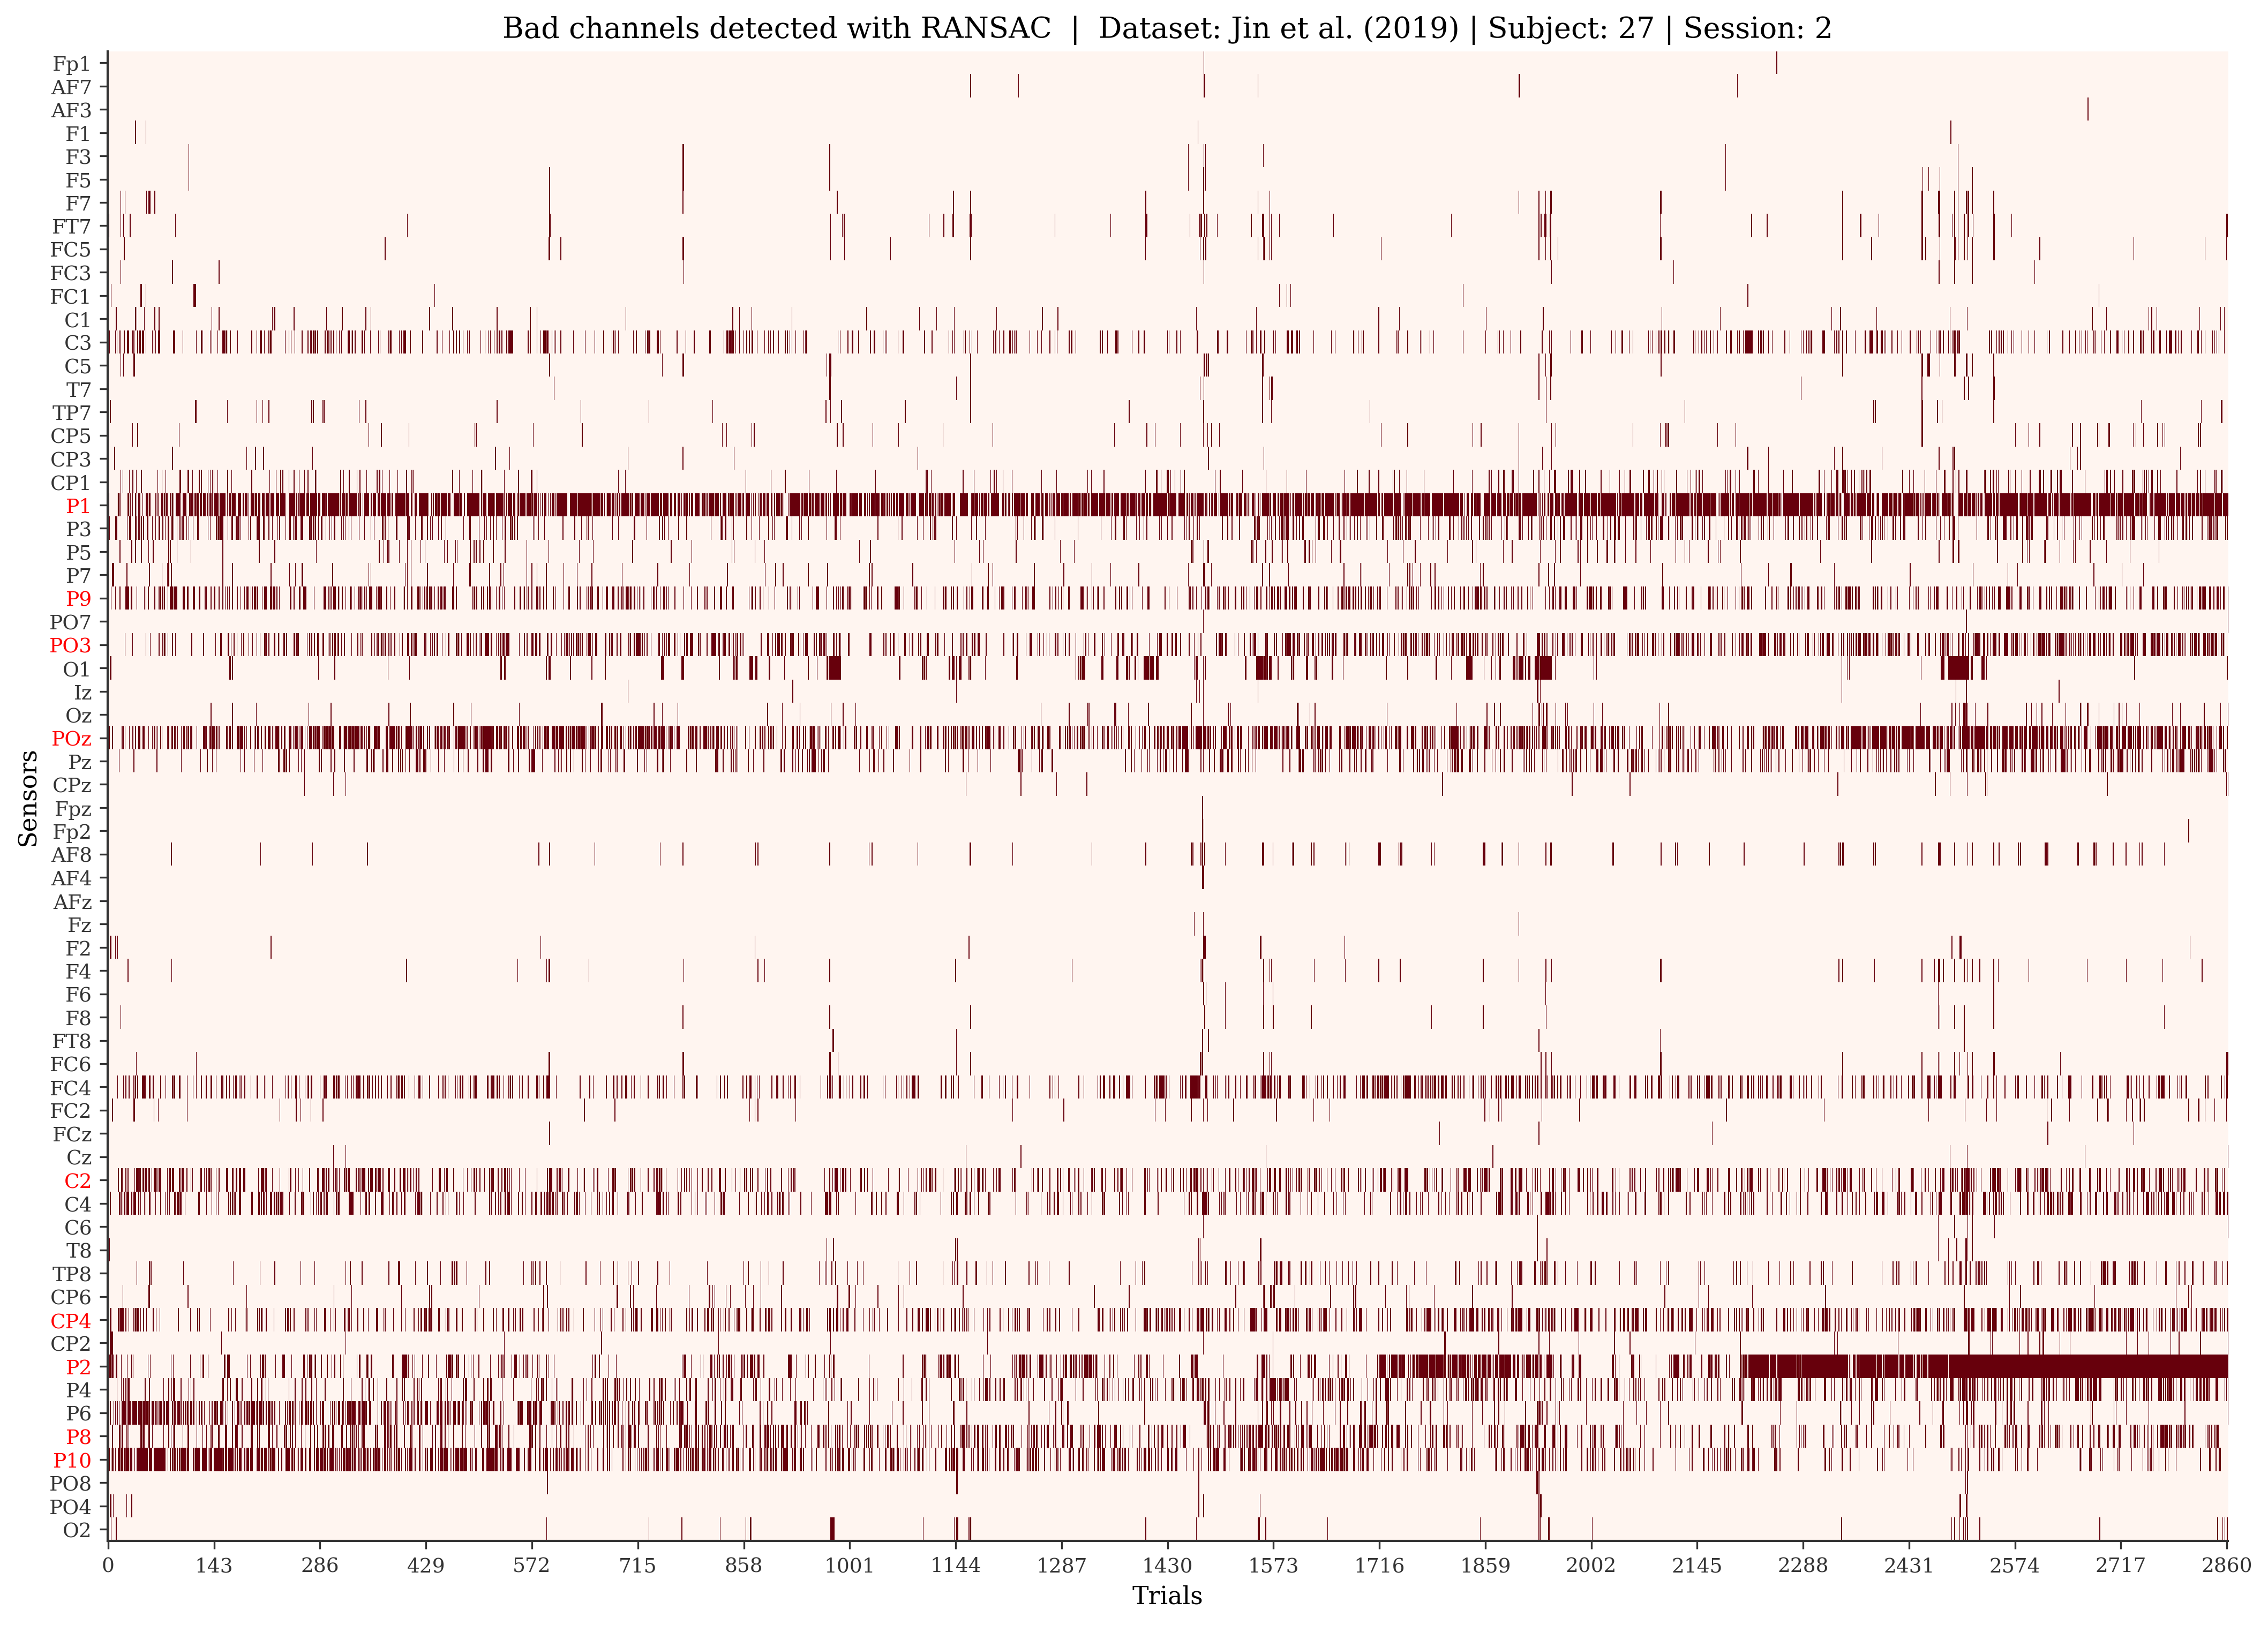 Bad channels detected with RANSAC | Dataset: Jin et al. (2019) | Subject: 27 | Session: 2
Sensors
Fp1
AF7
AF3
F1
F3
F5
F7
FT7
FC5
FC3
FC1
C1
C3
C5
T7
TP7
CP5
CP3
CP1
P1
P3
P5
P7
P9
PO7
PO3
O1
Iz
Oz
POz
Pz
CPz
Fpz
Fp2
AF8
AF4
AFz
Fz
F2
F4
F6
F8
FT8
FC6
FC4
FC2
FCz
Cz
C2
C4
C6
T8
TP8
CP6
CP4
CP2
P2
P4
P6
P8
P10
PO8
PO4
O2
0 143 286 429 572 715 858 1001 1144 1287 1430 1573 1716 1859 2002 2145 2288 2431 2574 2717 2860
Trials